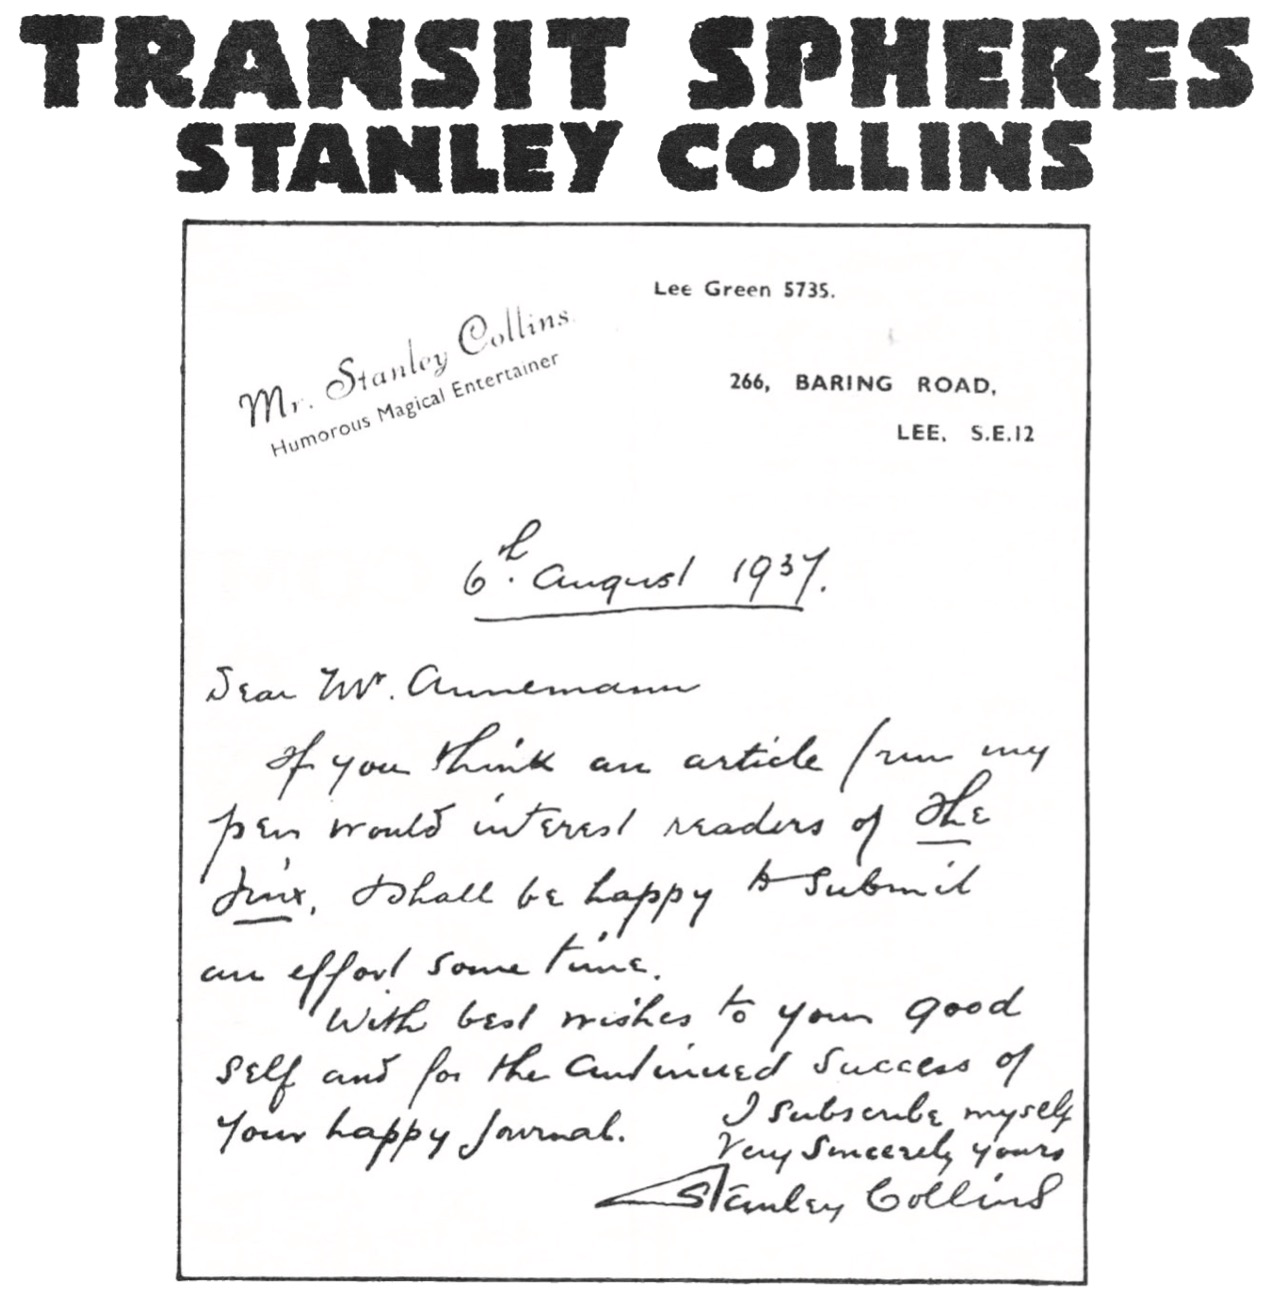 TRANSIT SPHERES
STANLEY COLLINS
Lee Green 5735.
Mr. Stanley Collins
Humorous Magical Entertainer
266, BARING ROAD,
LEE, S.E.12
6th. August 1937.
Dear Mr. Annemann
If you think an article from my
pen would interest readers of The
Jinx, I shall be happy to submit
an effort some time.
With best wishes to your good
self and for the continued success of
your happy journal.
I subscribe myself
Very Sincerely yours
Stanley Collins